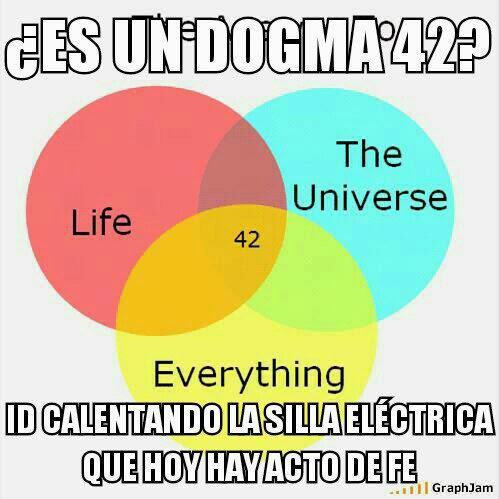 ¿ES UN DOGMA 42?
Life
The
Universe
42
Everything
ID CALENTANDO LA SILLA ELÉCTRICA
QUE HOY HAY ACTO DE FE
GraphJam